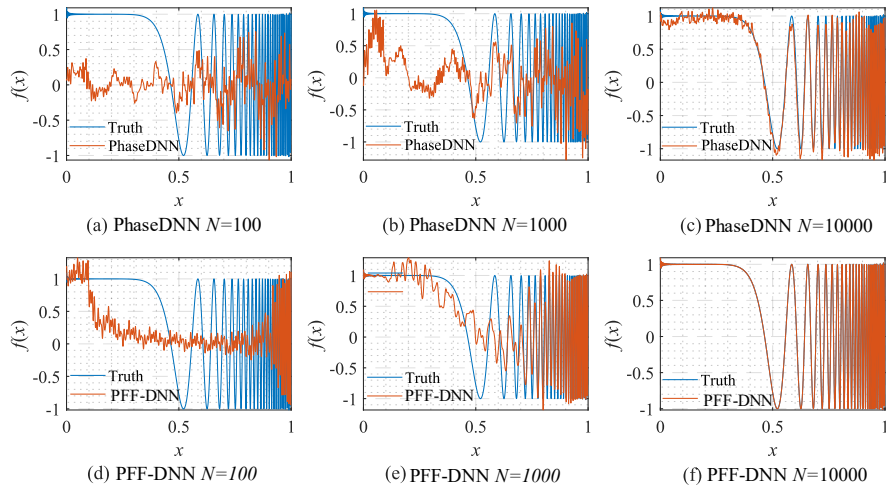 1
0.5
0
-0.5
-1
f(x)
Truth
PhaseDNN
0
0.5
1
x
(a) PhaseDNN N=100
1
0.5
0
-0.5
-1
f(x)
Truth
PhaseDNN
0
0.5
1
x
(b) PhaseDNN N=1000
1
0.5
0
-0.5
-1
f(x)
Truth
PhaseDNN
0
0.5
1
x
(c) PhaseDNN N=10000
1
0.5
0
-0.5
-1
f(x)
Truth
PFF-DNN
0
0.5
1
x
(d) PFF-DNN N=100
1
0.5
0
-0.5
-1
f(x)
Truth
PFF-DNN
0
0.5
1
x
(e) PFF-DNN N=1000
1
0.5
0
-0.5
-1
f(x)
Truth
PFF-DNN
0
0.5
1
x
(f) PFF-DNN N=10000